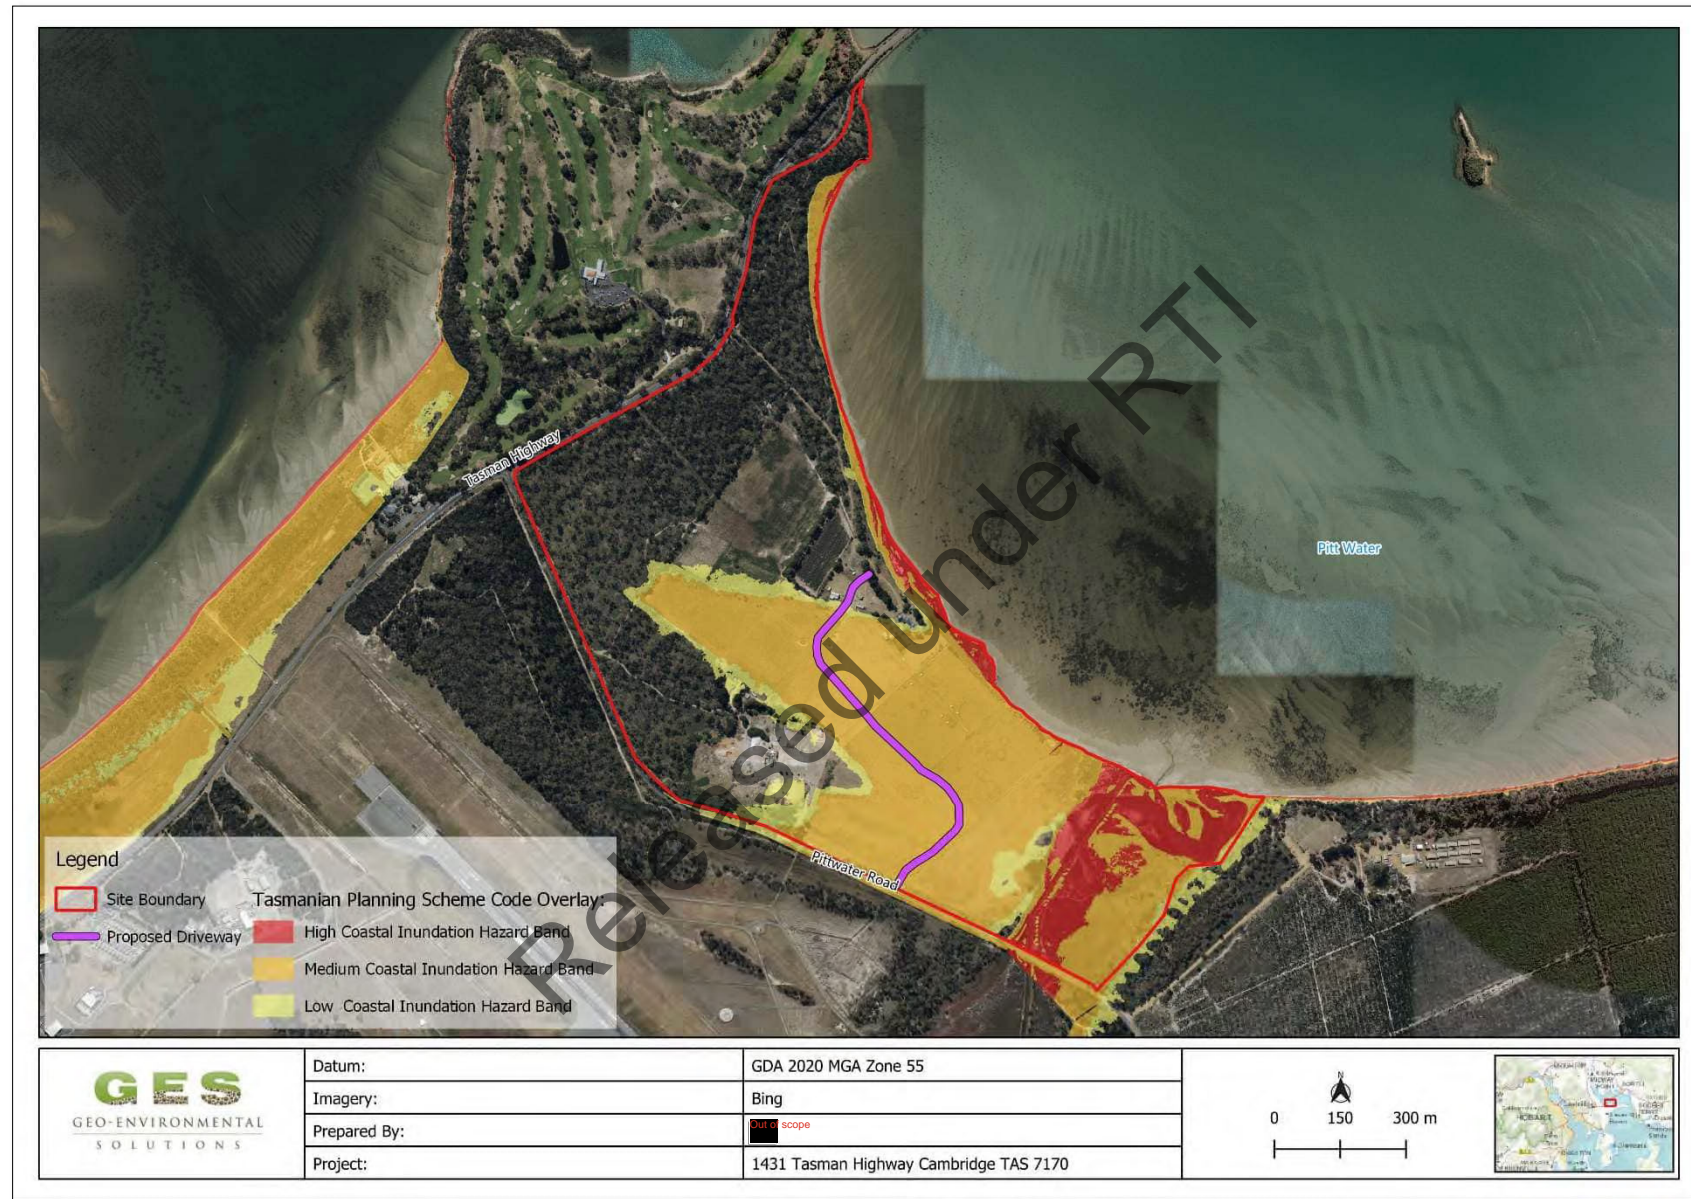 Tasman Highway
Pitt Water
Pittwater Road
Released under RTI
Legend
Site Boundary
Proposed Driveway
Tasmanian Planning Scheme Code Overlay:
High Coastal Inundation Hazard Band
Medium Coastal Inundation Hazard Band
Low Coastal Inundation Hazard Band
GES
GEO-ENVIRONMENTAL
SOLUTIONS
Datum:
GDA 2020 MGA Zone 55
Imagery:
Bing
Prepared By:
Out of scope
Project:
1431 Tasman Highway Cambridge TAS 7170
N
0 150 300 m
HOBART